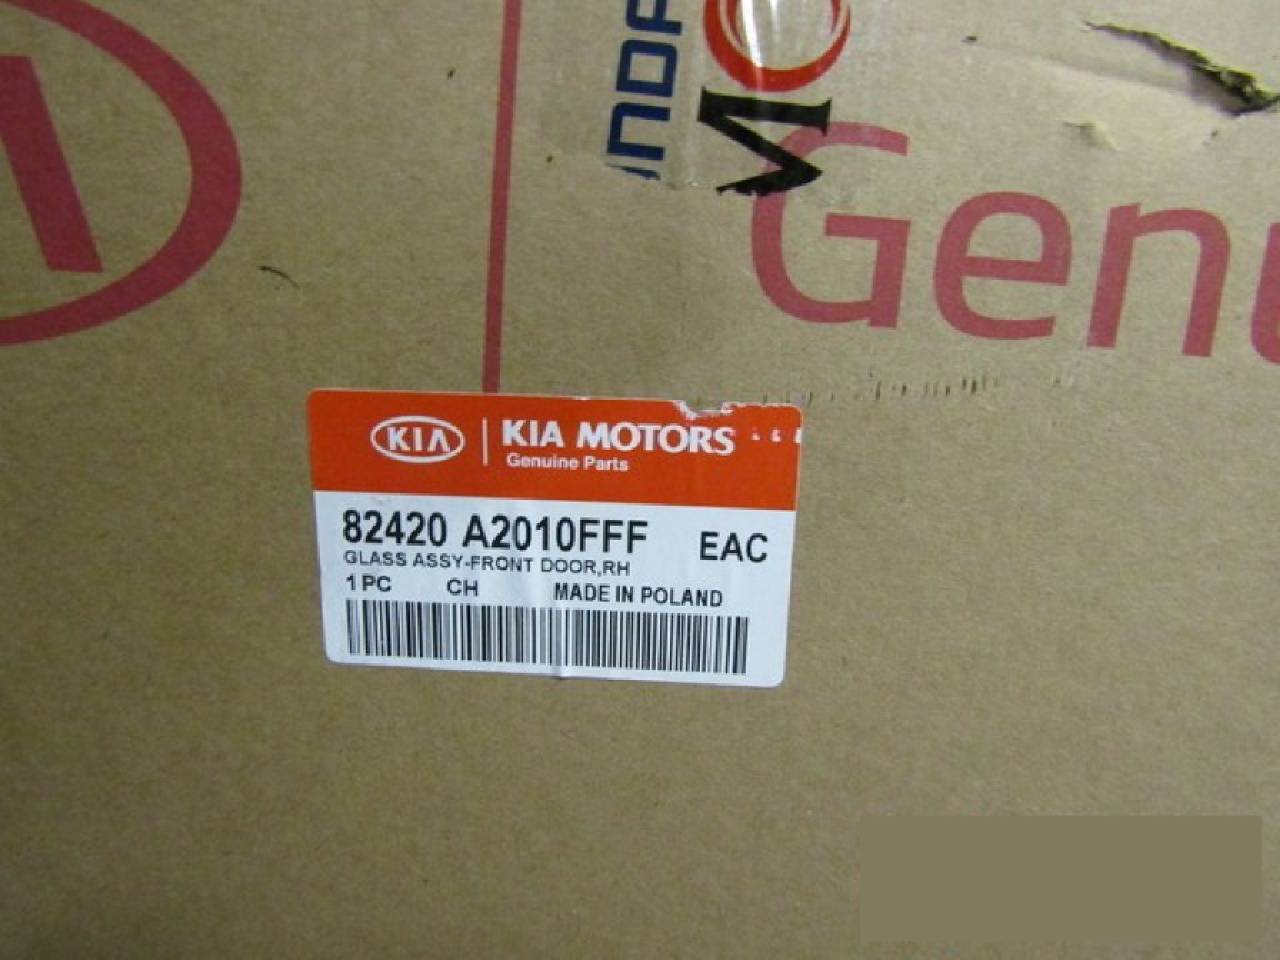 MO
Genu
KIA
KIA MOTORS
Genuine Parts
82420 A2010FFF EAC
GLASS ASSY-FRONT DOOR,RH
1 PC CH MADE IN POLAND